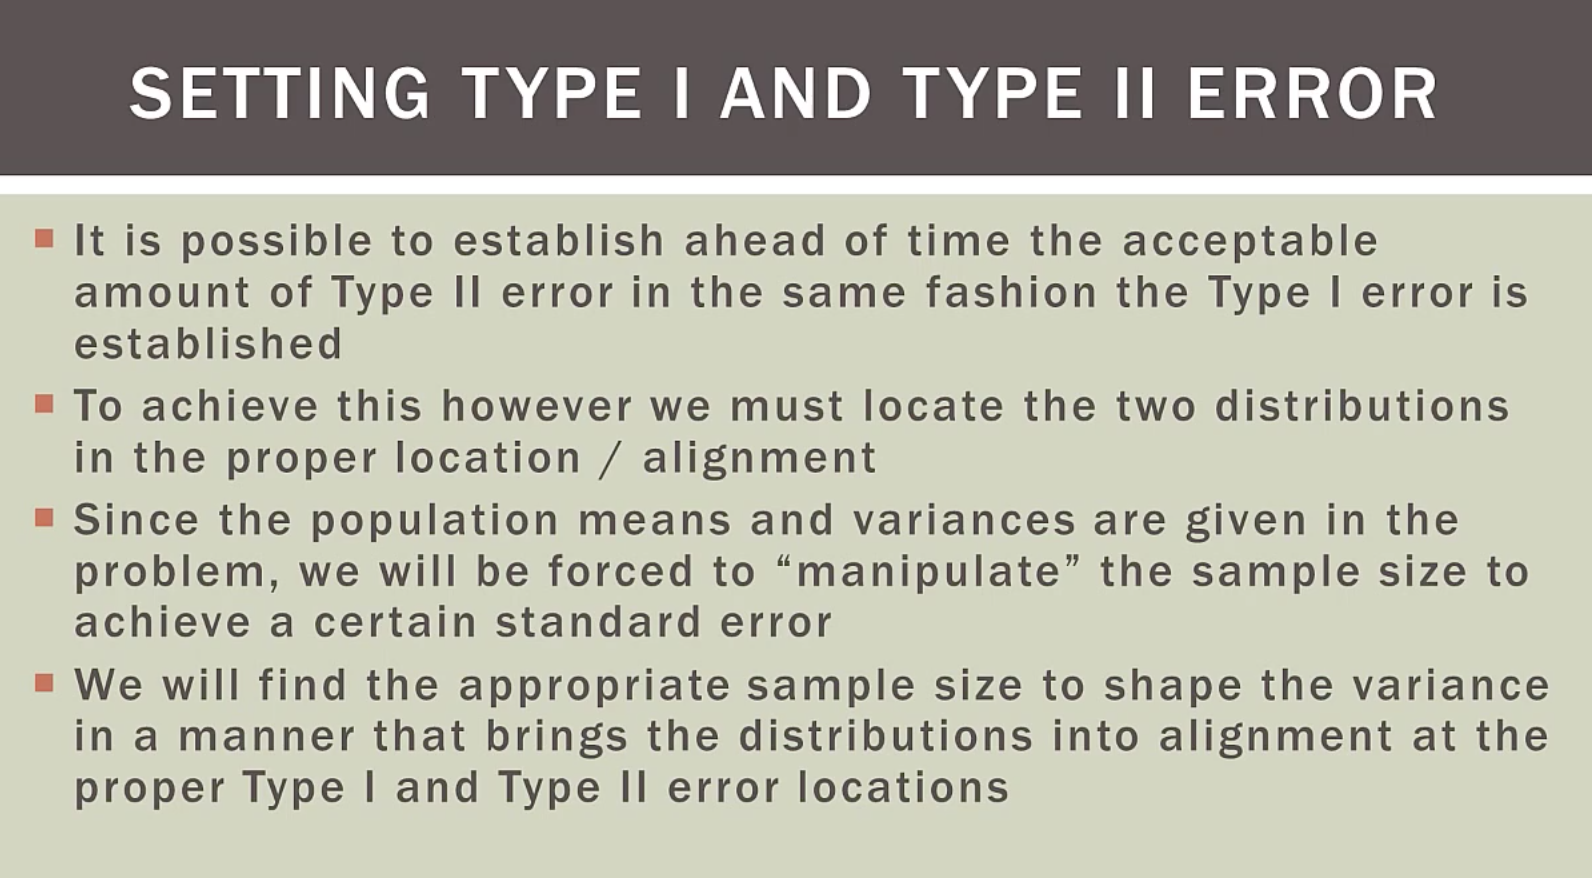 SETTING TYPE I AND TYPE II ERROR
It is possible to establish ahead of time the acceptable
amount of Type II error in the same fashion the Type I error is
established
To achieve this however we must locate the two distributions
in the proper location / alignment
Since the population means and variances are given in the
problem, we will be forced to “manipulate” the sample size to
achieve a certain standard error
We will find the appropriate sample size to shape the variance
in a manner that brings the distributions into alignment at the
proper Type I and Type II error locations